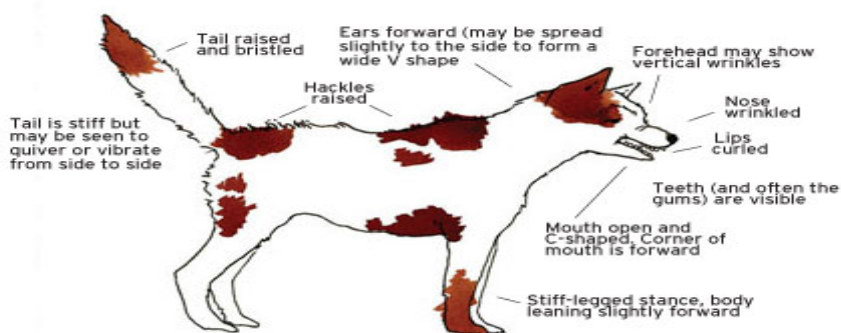 Tail raised
and bristled
Ears forward (may be spread
slightly to the side to form a
wide V shape
Forehead may show
vertical wrinkles
Hackles
raised
Nose
wrinkled
Tail is stiff but
may be seen to
quiver or vibrate
from side to side
Lips
curled
Teeth (and often the
gums) are visible
Mouth open and
C-shaped. Corner of
mouth is forward
Stiff-legged stance, body
leaning slightly forward